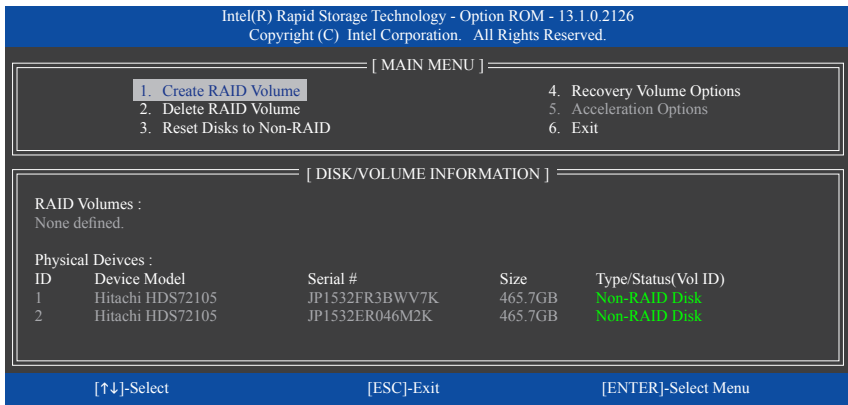 Intel(R) Rapid Storage Technology - Option ROM - 13.1.0.2126
Copyright (C) Intel Corporation. All Rights Reserved.
[ MAIN MENU ]
1. Create RAID Volume
2. Delete RAID Volume
3. Reset Disks to Non-RAID
4. Recovery Volume Options
5. Acceleration Options
6. Exit
[ DISK/VOLUME INFORMATION ]
RAID Volumes :
None defined.
Physical Deivces :
ID Device Model Serial # Size Type/Status(Vol ID)
1 Hitachi HDS72105 JP1532FR3BWV7K 465.7GB Non-RAID Disk
2 Hitachi HDS72105 JP1532ER046M2K 465.7GB Non-RAID Disk
[↑↓]-Select [ESC]-Exit [ENTER]-Select Menu